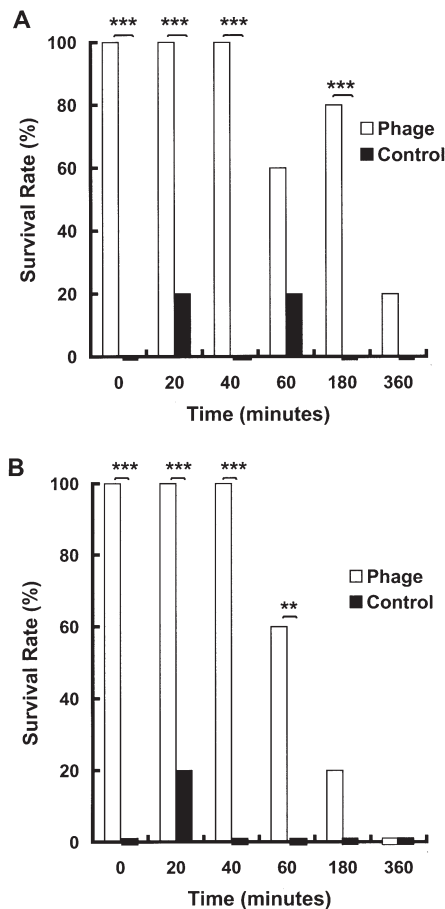 A
*** *** ***
100
***
80
Phage
Control
60
40
20
0
Survival Rate (%)
0 20 40 60 180 360
Time (minutes)
B
*** *** ***
100
80
Phage
Control
**
60
40
20
0
Survival Rate (%)
0 20 40 60 180 360
Time (minutes)